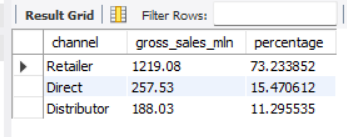 Result Grid Filter Rows:
channel gross_sales_mln percentage
Retailer 1219.08 73.233852
Direct 257.53 15.470612
Distributor 188.03 11.295535